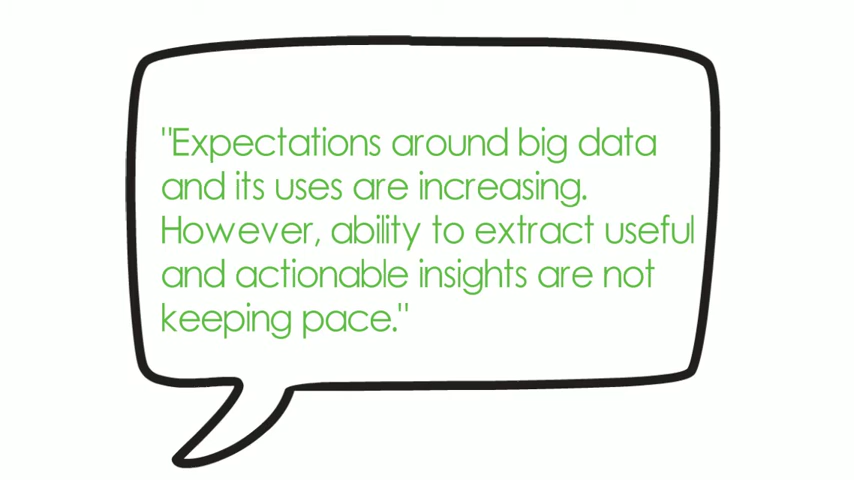 "Expectations around big data
and its uses are increasing.
However, ability to extract useful
and actionable insights are not
keeping pace."